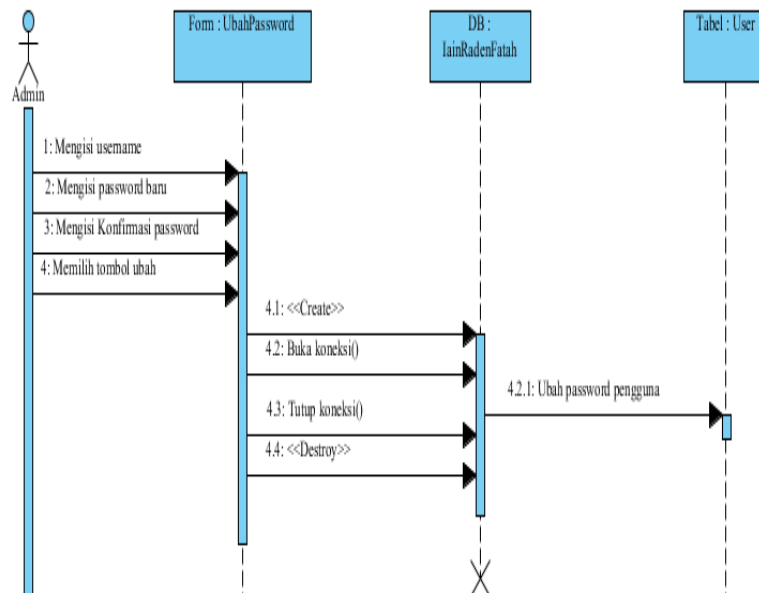 Form : UbahPassword
DB :
IainRadenFatah
Tabel : User
Admin
1: Mengisi username
2: Mengisi password baru
3: Mengisi Konfirmasi password
4: Memilih tombol ubah
4.1: <<Create>>
4.2: Buka koneksi()
4.2.1: Ubah password pengguna
4.3: Tutup koneksi()
4.4: <<Destroy>>